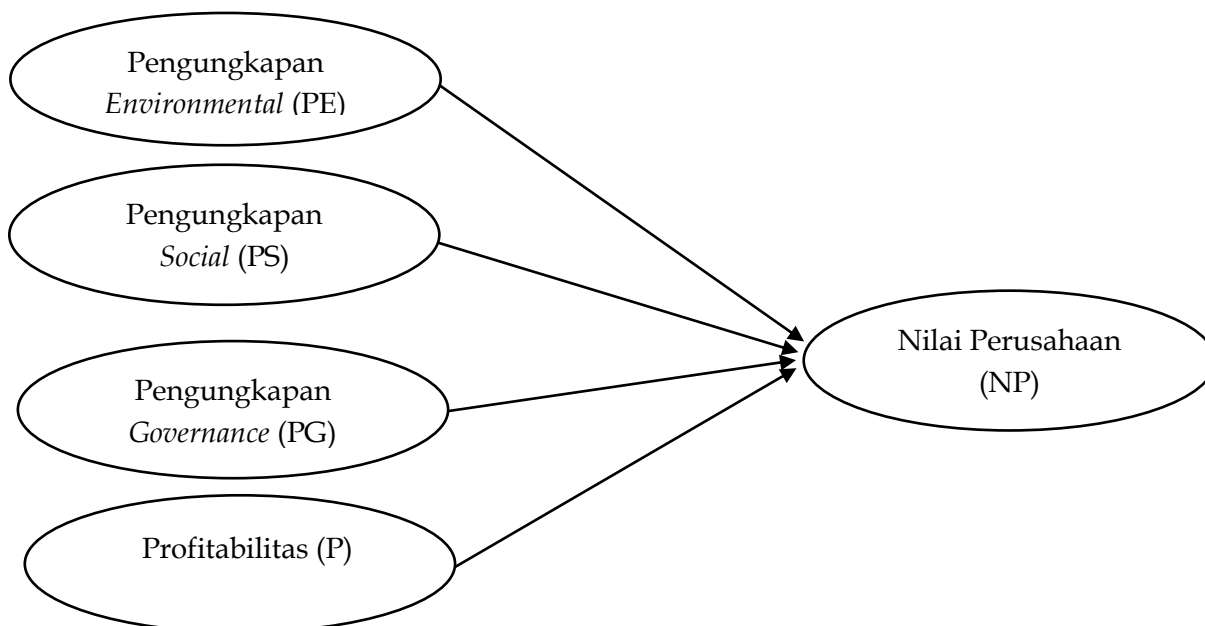 Pengungkapan
Environmental (PE)
Pengungkapan
Social (PS)
Pengungkapan
Governance (PG)
Profitabilitas (P)
Nilai Perusahaan
(NP)